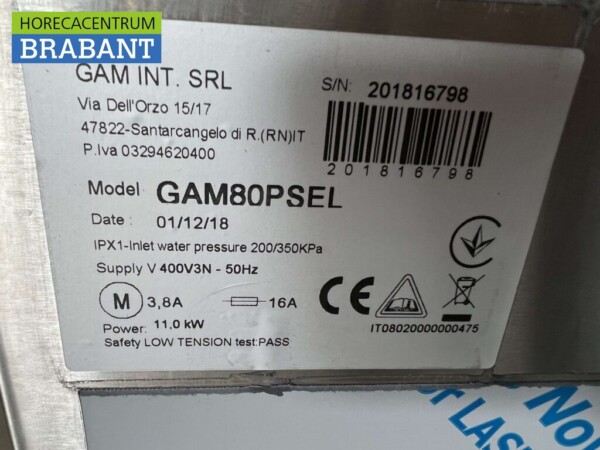 HORECACENTRUM
BRABANT
GAM INT. SRL
Via Dell'Orzo 15/17
47822-Santarcangelo di R.(RN)IT
P.Iva 03294620400
S/N: 201816798
201816798
Model GAM80PSEL
Date : 01/12/18
IPX1-Inlet water pressure 200/350KPa
Supply V 400V3N - 50Hz
M 3,8A 16A
CE
Power: 11.0 kW
IT08020000000475
Safety LOW TENSION test:PASS
or LAS